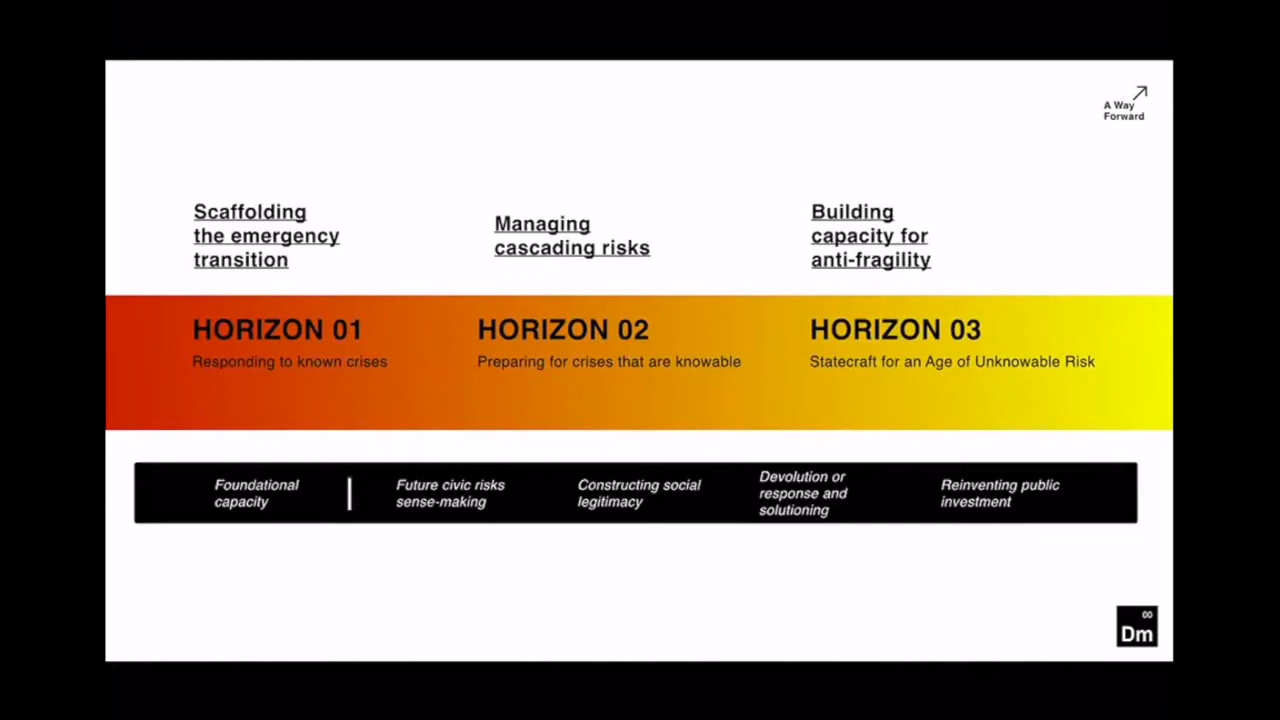 A Way
Forward
Scaffolding
the emergency
transition
Managing
cascading risks
Building
capacity for
anti-fragility
HORIZON 01
Responding to known crises
HORIZON 02
Preparing for crises that are knowable
HORIZON 03
Statecraft for an Age of Unknowable Risk
Foundational
capacity
Future civic risks
sense-making
Constructing social
legitimacy
Devolution or
response and
solutioning
Reinventing public
investment
00
Dm